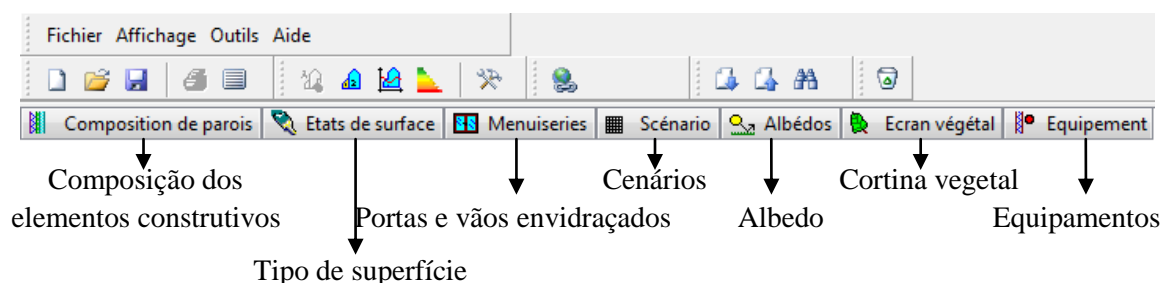 Fichier Affichage Outils Aide
Composition de parois Etats de surface Menuiseries Scénario Albédos Ecran végétal Equipement
Composição dos Cenários Cortina vegetal
elementos construtivos Portas e vãos envidraçados Albedo Equipamentos
Tipo de superfície